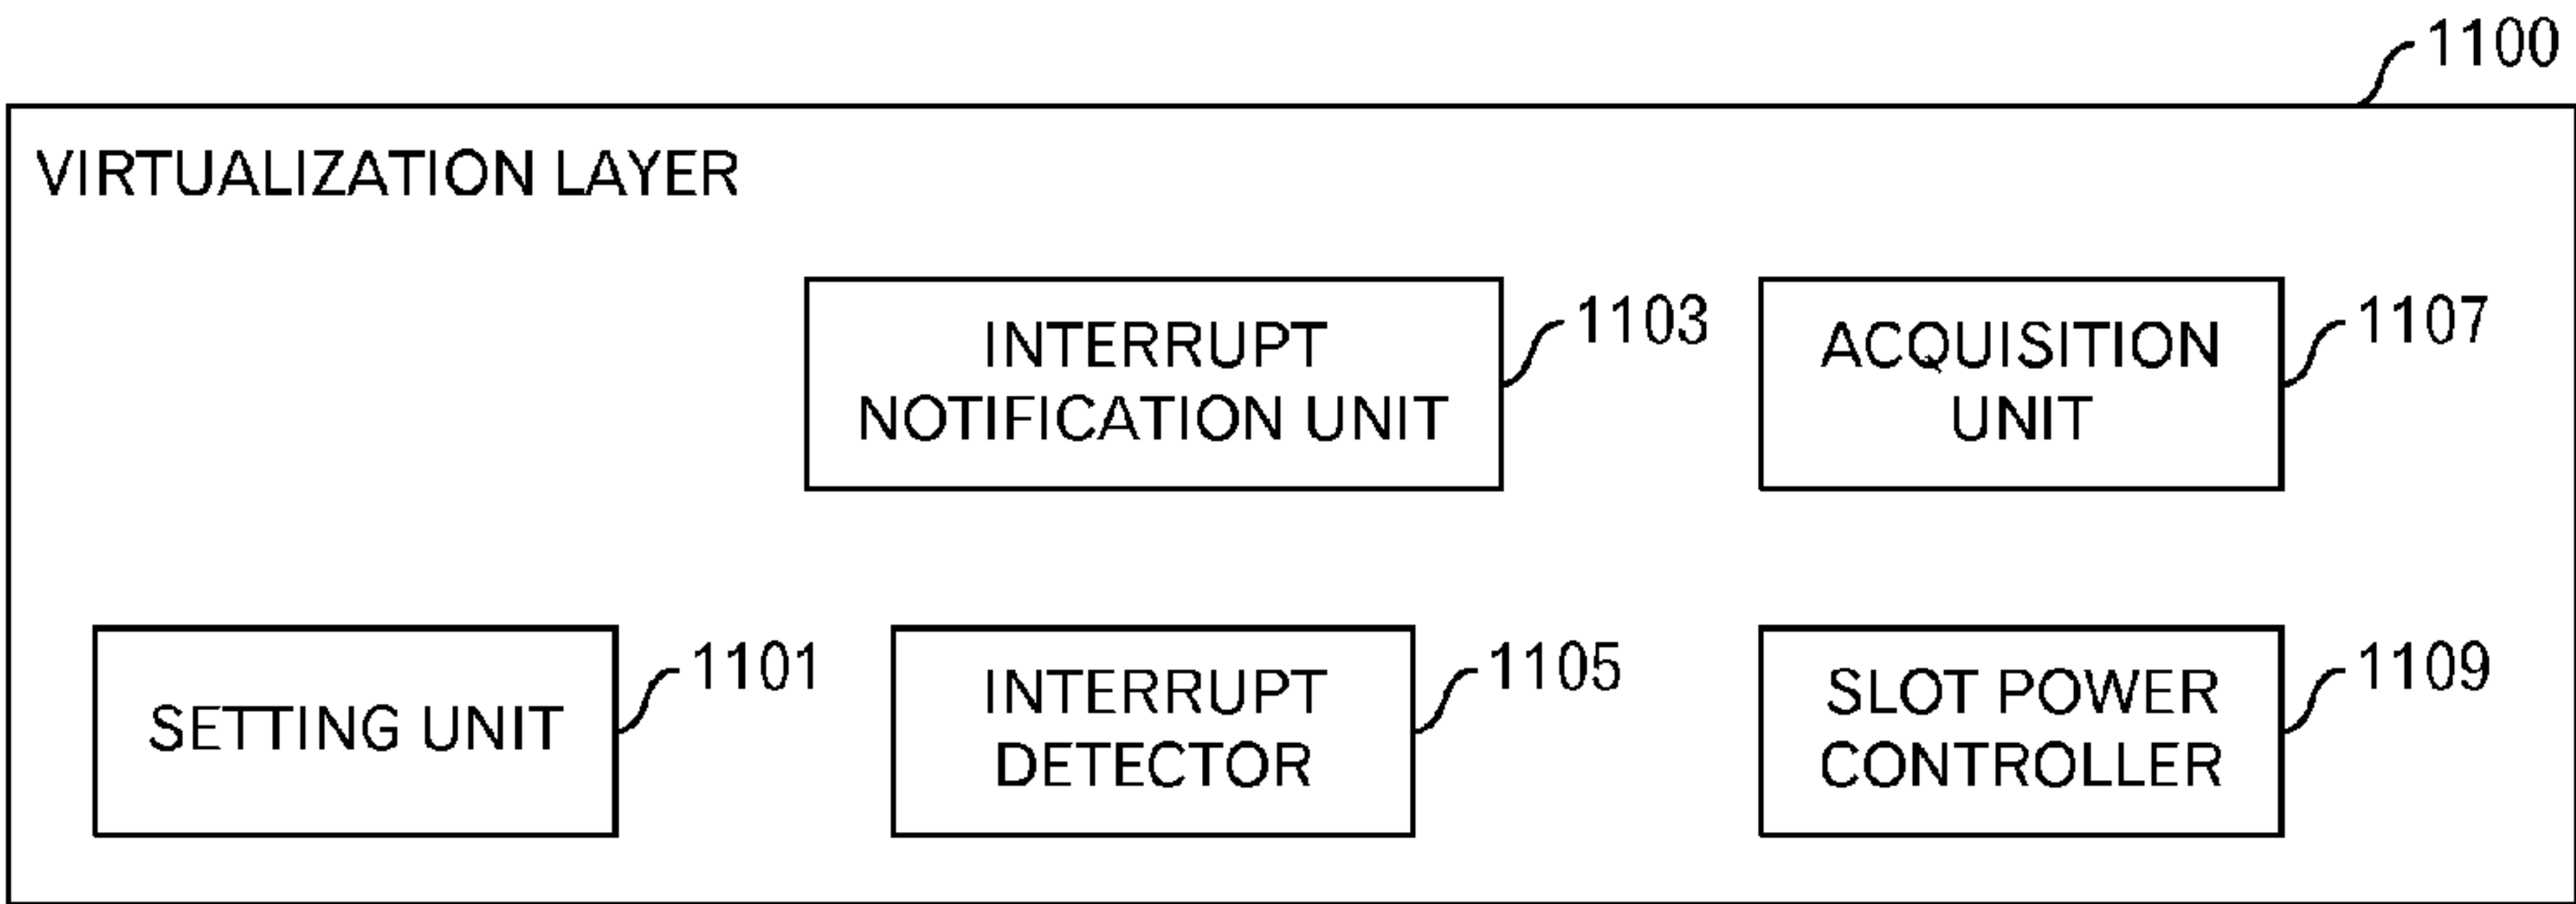 1100
VIRTUALIZATION LAYER
INTERRUPT
NOTIFICATION UNIT
1103
ACQUISITION
UNIT
1107
SETTING UNIT
1101
INTERRUPT
DETECTOR
1105
SLOT POWER
CONTROLLER
1109